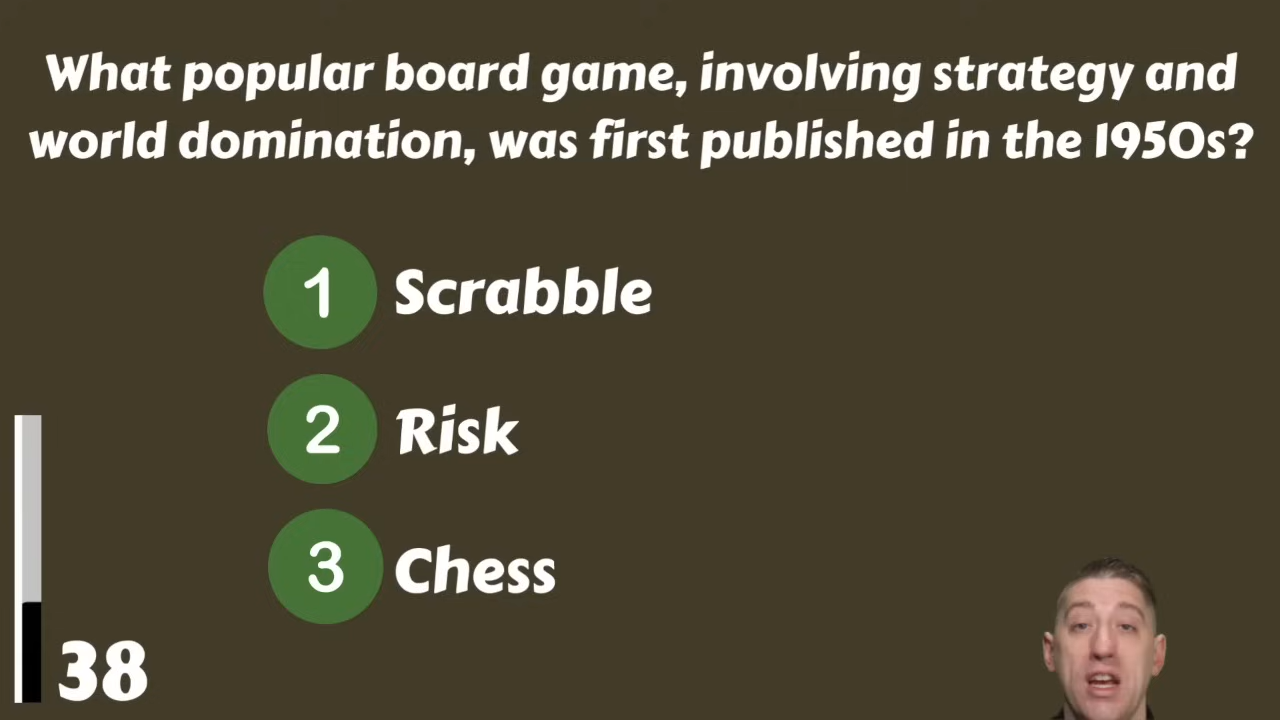 What popular board game, involving strategy and
world domination, was first published in the 1950s?
1 Scrabble
2 Risk
3 Chess
38